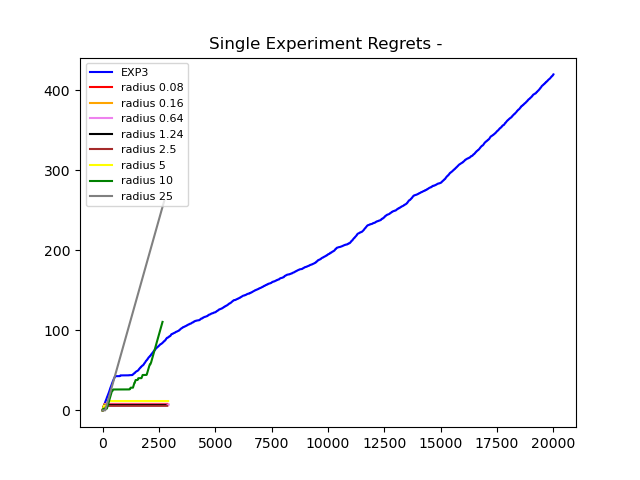 Single Experiment Regrets -
EXP3
radius 0.08
radius 0.16
radius 0.64
radius 1.24
radius 2.5
radius 5
radius 10
radius 25
400
300
200
100
0
0 2500 5000 7500 10000 12500 15000 17500 20000